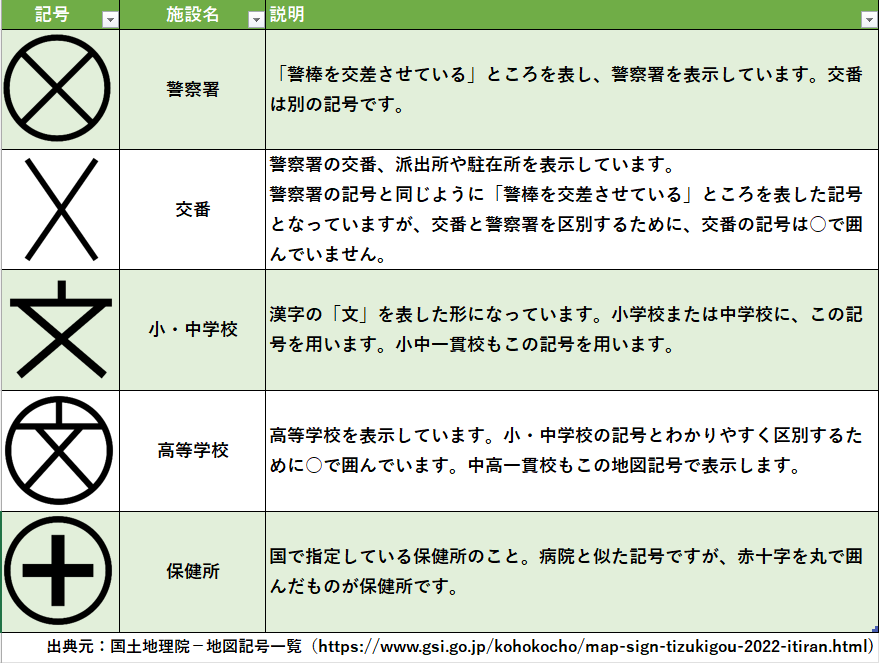 記号 施設名 説明
警察署
「警棒を交差させている」ところを表し、警察署を表示しています。交番
は別の記号です。
交番
警察署の交番、派出所や駐在所を表示しています。
警察署の記号と同じように「警棒を交差させている」ところを表した記号
となっていますが、交番と警察署を区別するために、交番の記号は○で囲
んでいません。
小・中学校
漢字の「文」を表した形になっています。小学校または中学校に、この記
号を用います。小中一貫校もこの記号を用います。
高等学校
高等学校を表示しています。小・中学校の記号とわかりやすく区別するた
めに○で囲んでいます。中高一貫校もこの地図記号で表示します。
保健所
国で指定している保健所のこと。病院と似た記号ですが、赤十字を丸で囲
んだものが保健所です。
出典元：国土地理院－地図記号一覧（https://www.gsi.go.jp/kohokocho/map-sign-tizukigou-2022-itiran.html）